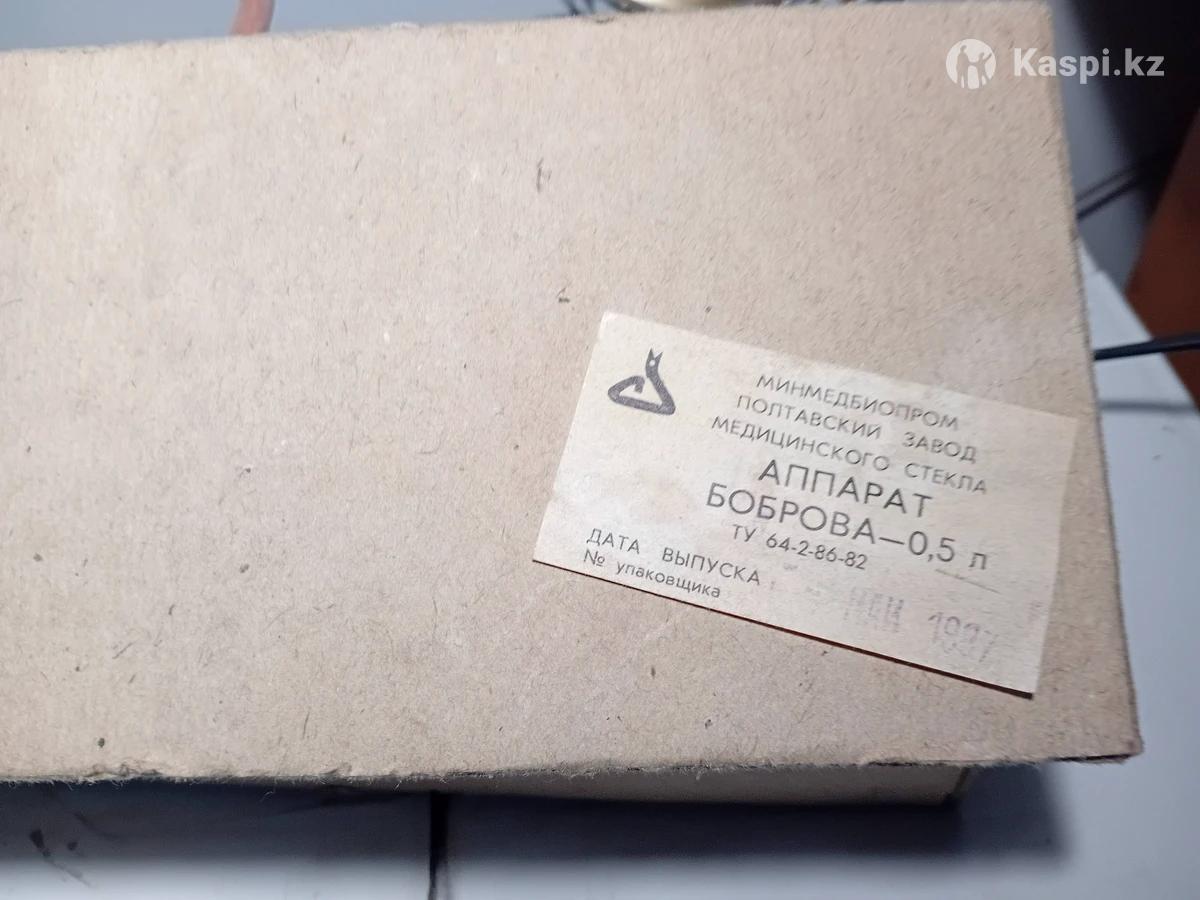 Kaspi.kz
МИНМЕДБИОПРОМ
ПОЛТАВСКИЙ ЗАВОД
МЕДИЦИНСКОГО СТЕКЛА
АППАРАТ
БОБРОВА—0,5 л
ТУ 64-2-86-82
ДАТА ВЫПУСКА
№ упаковщика